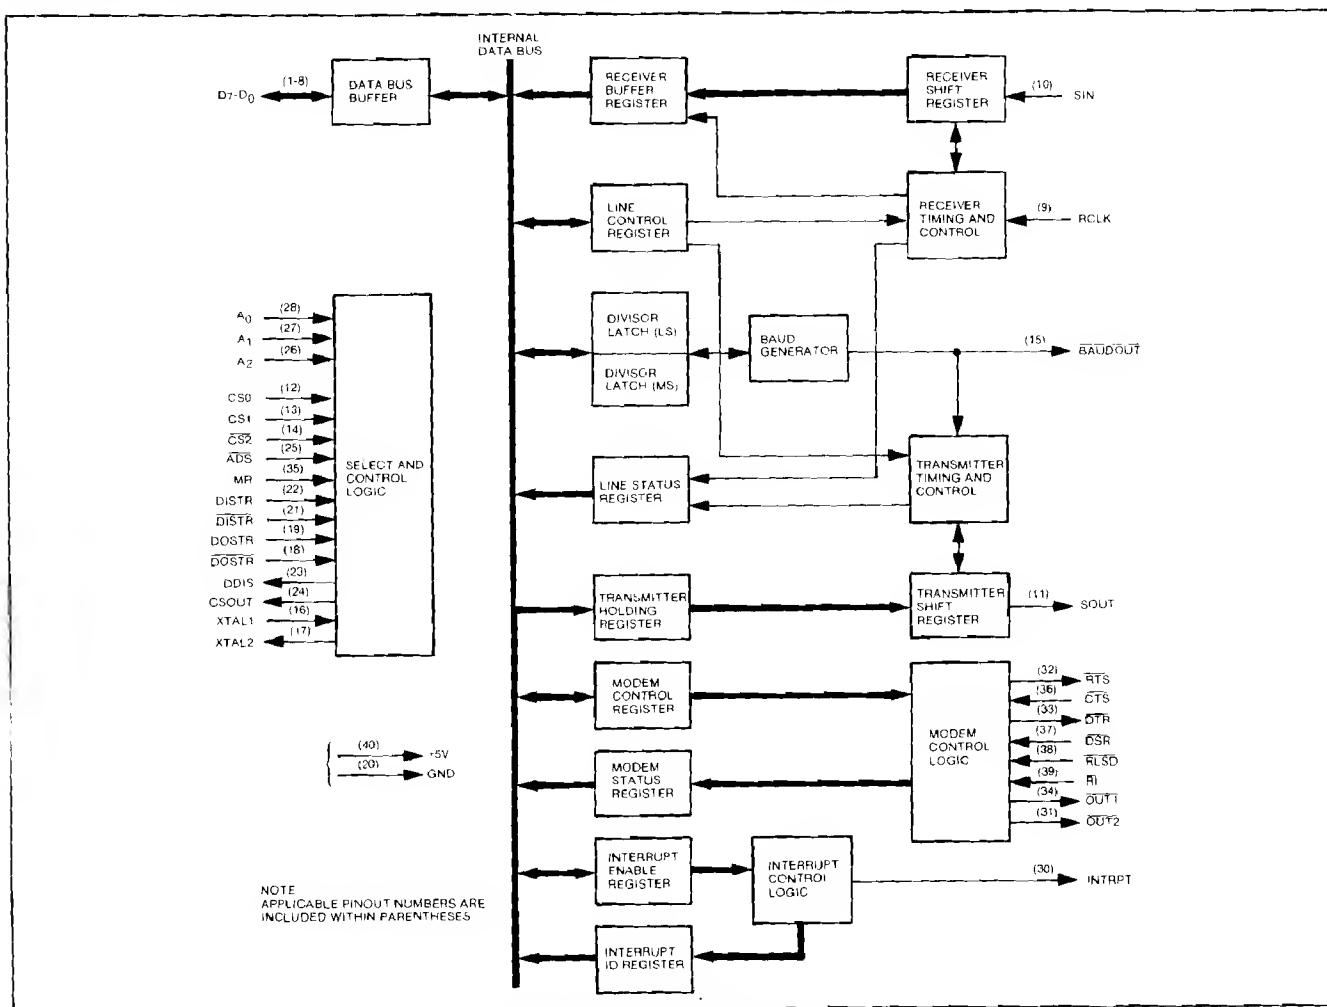 INTERNAL
DATA BUS
D7-D0
(1-8)
DATA BUS
BUFFER
RECEIVER
BUFFER
REGISTER
RECEIVER
SHIFT
REGISTER
(10)
SIN
LINE
CONTROL
REGISTER
RECEIVER
TIMING AND
CONTROL
(9)
RCLK
DIVISOR
LATCH (LS)
DIVISOR
LATCH (MS)
BAUD
GENERATOR
(15)
BAUDOUT
A0
(28)
A1
(27)
A2
(26)
CS0
(12)
CS1
(13)
CS2
(14)
ADS
(25)
MR
(35)
DISTR
(22)
DISTR
(21)
DOSTR
(19)
DOSTR
(18)
DDIS
(23)
CSOUT
(24)
XTAL1
(16)
XTAL2
(17)
SELECT AND
CONTROL
LOGIC
LINE STATUS
REGISTER
TRANSMITTER
TIMING AND
CONTROL
TRANSMITTER
HOLDING
REGISTER
TRANSMITTER
SHIFT
REGISTER
(11)
SOUT
MODEM
CONTROL
REGISTER
MODEM
CONTROL
LOGIC
(32)
RTS
(36)
CTS
(33)
DTR
(37)
DSR
(38)
RLSD
(39)
RI
(34)
OUT1
(31)
OUT2
(40)
+5V
(20)
GND
MODEM
STATUS
REGISTER
INTERRUPT
ENABLE
REGISTER
INTERRUPT
CONTROL
LOGIC
(30)
INTRPT
INTERRUPT
ID REGISTER
NOTE
APPLICABLE PINOUT NUMBERS ARE
INCLUDED WITHIN PARENTHESES